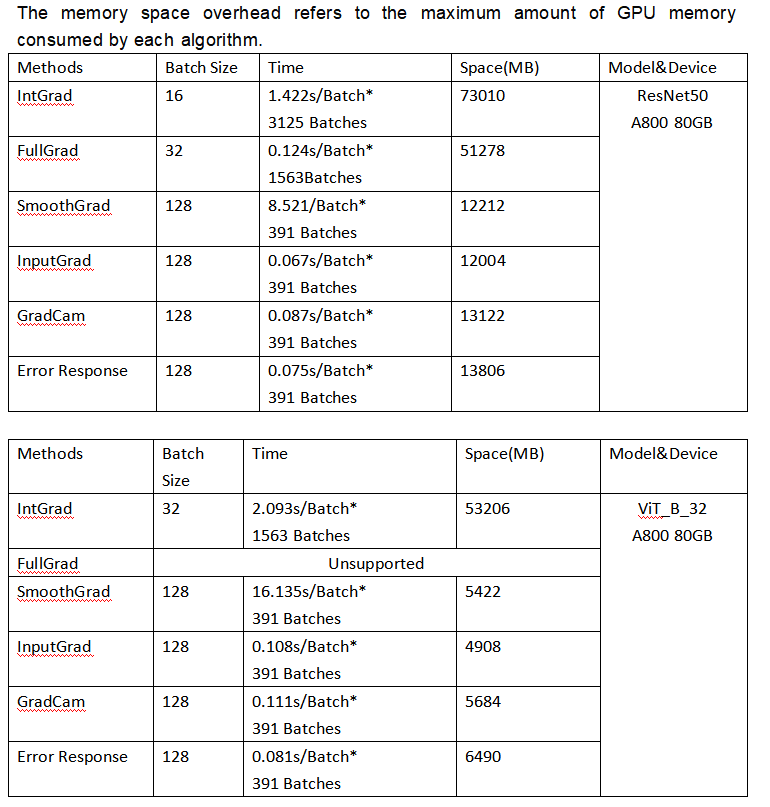 The memory space overhead refers to the maximum amount of GPU memory
consumed by each algorithm.
Methods Batch Size Time Space(MB) Model&Device
IntGrad 16 1.422s/Batch* 73010 ResNet50
3125 Batches A800 80GB
FullGrad 32 0.124s/Batch* 51278
1563Batches
SmoothGrad 128 8.521/Batch* 12212
391 Batches
InputGrad 128 0.067s/Batch* 12004
391 Batches
GradCam 128 0.087s/Batch* 13122
391 Batches
Error Response 128 0.075s/Batch* 13806
391 Batches
Methods Batch Time Space(MB) Model&Device
Size
IntGrad 32 2.093s/Batch* 53206 ViT_B_32
1563 Batches A800 80GB
FullGrad Unsupported
SmoothGrad 128 16.135s/Batch* 5422
391 Batches
InputGrad 128 0.108s/Batch* 4908
391 Batches
GradCam 128 0.111s/Batch* 5684
391 Batches
Error Response 128 0.081s/Batch* 6490
391 Batches